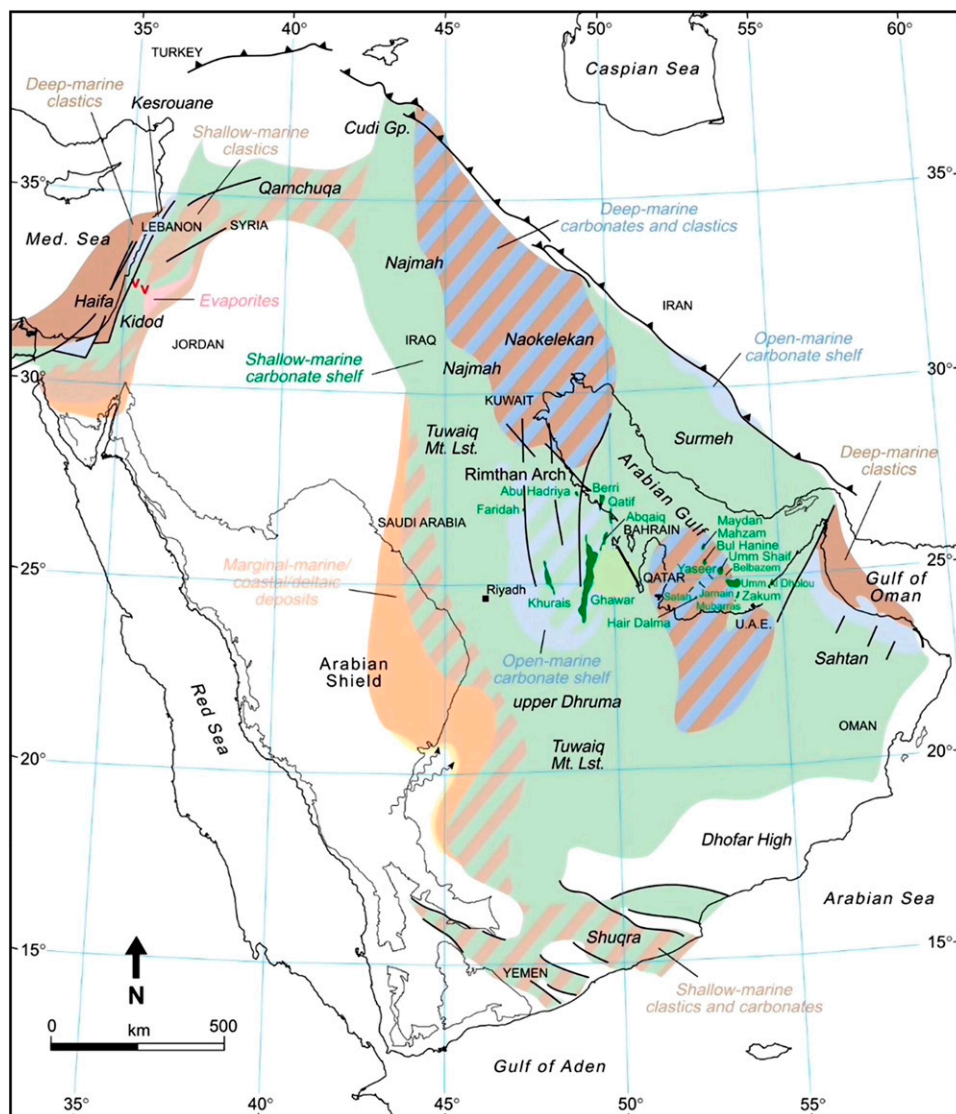 35°
40°
45°
50°
55°
60°
TURKEY
Caspian Sea
Deep-marine
clastics
Kesrouane
Cudi Gp.
Shallow-marine
clastics
35°
35°
Qamchuqa
Deep-marine
carbonates and clastics
Med. Sea
LEBANON
SYRIA
Najmah
IRAN
Haifa
v
v
Evaporites
Kidod
JORDAN
IRAQ
Naokelekan
Open-marine
carbonate shelf
Shallow-marine
carbonate shelf
Najmah
30°
30°
KUWAIT
Tuwaiq
Mt. Lst.
Surmeh
Rimthan Arch
Arabian Gulf
Deep-marine
clastics
Abu Hadriya
Berri
Faridah
Qatif
SAUDI ARABIA
Abqaiq
Maydan
Mahzam
BAHRAIN
Bul Hanine
Umm Shaif
Marginal-marine/
coastal/deltaic
deposits
25°
25°
Yaseer
Belbazem
QATAR
Umm Al Dholou
Gulf of
Oman
Riyadh
Khurais
Ghawar
Satah
Jarnain
Zakum
Mubarras
Hair Dalma
U.A.E.
Arabian
Shield
Open-marine
carbonate shelf
Sahtan
upper Dhruma
Red Sea
OMAN
20°
20°
Tuwaiq
Mt. Lst.
Dhofar High
Arabian Sea
15°
15°
Shuqra
YEMEN
N
Shallow-marine
clastics and carbonates
0
km
500
Gulf of Aden
35°
40°
45°
50°
55°